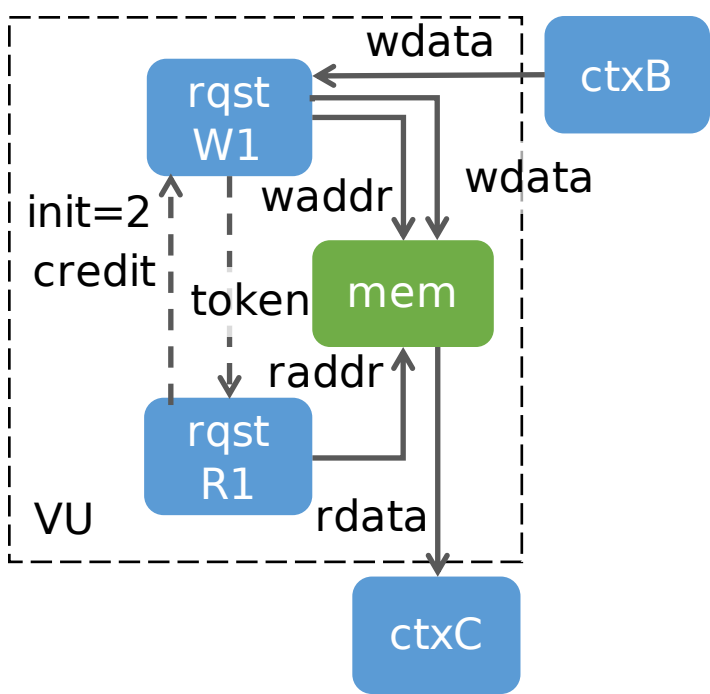 wdata
ctxB
rqst
W1
waddr
wdata
init=2
credit
token
mem
raddr
rqst
R1
VU
rdata
ctxC